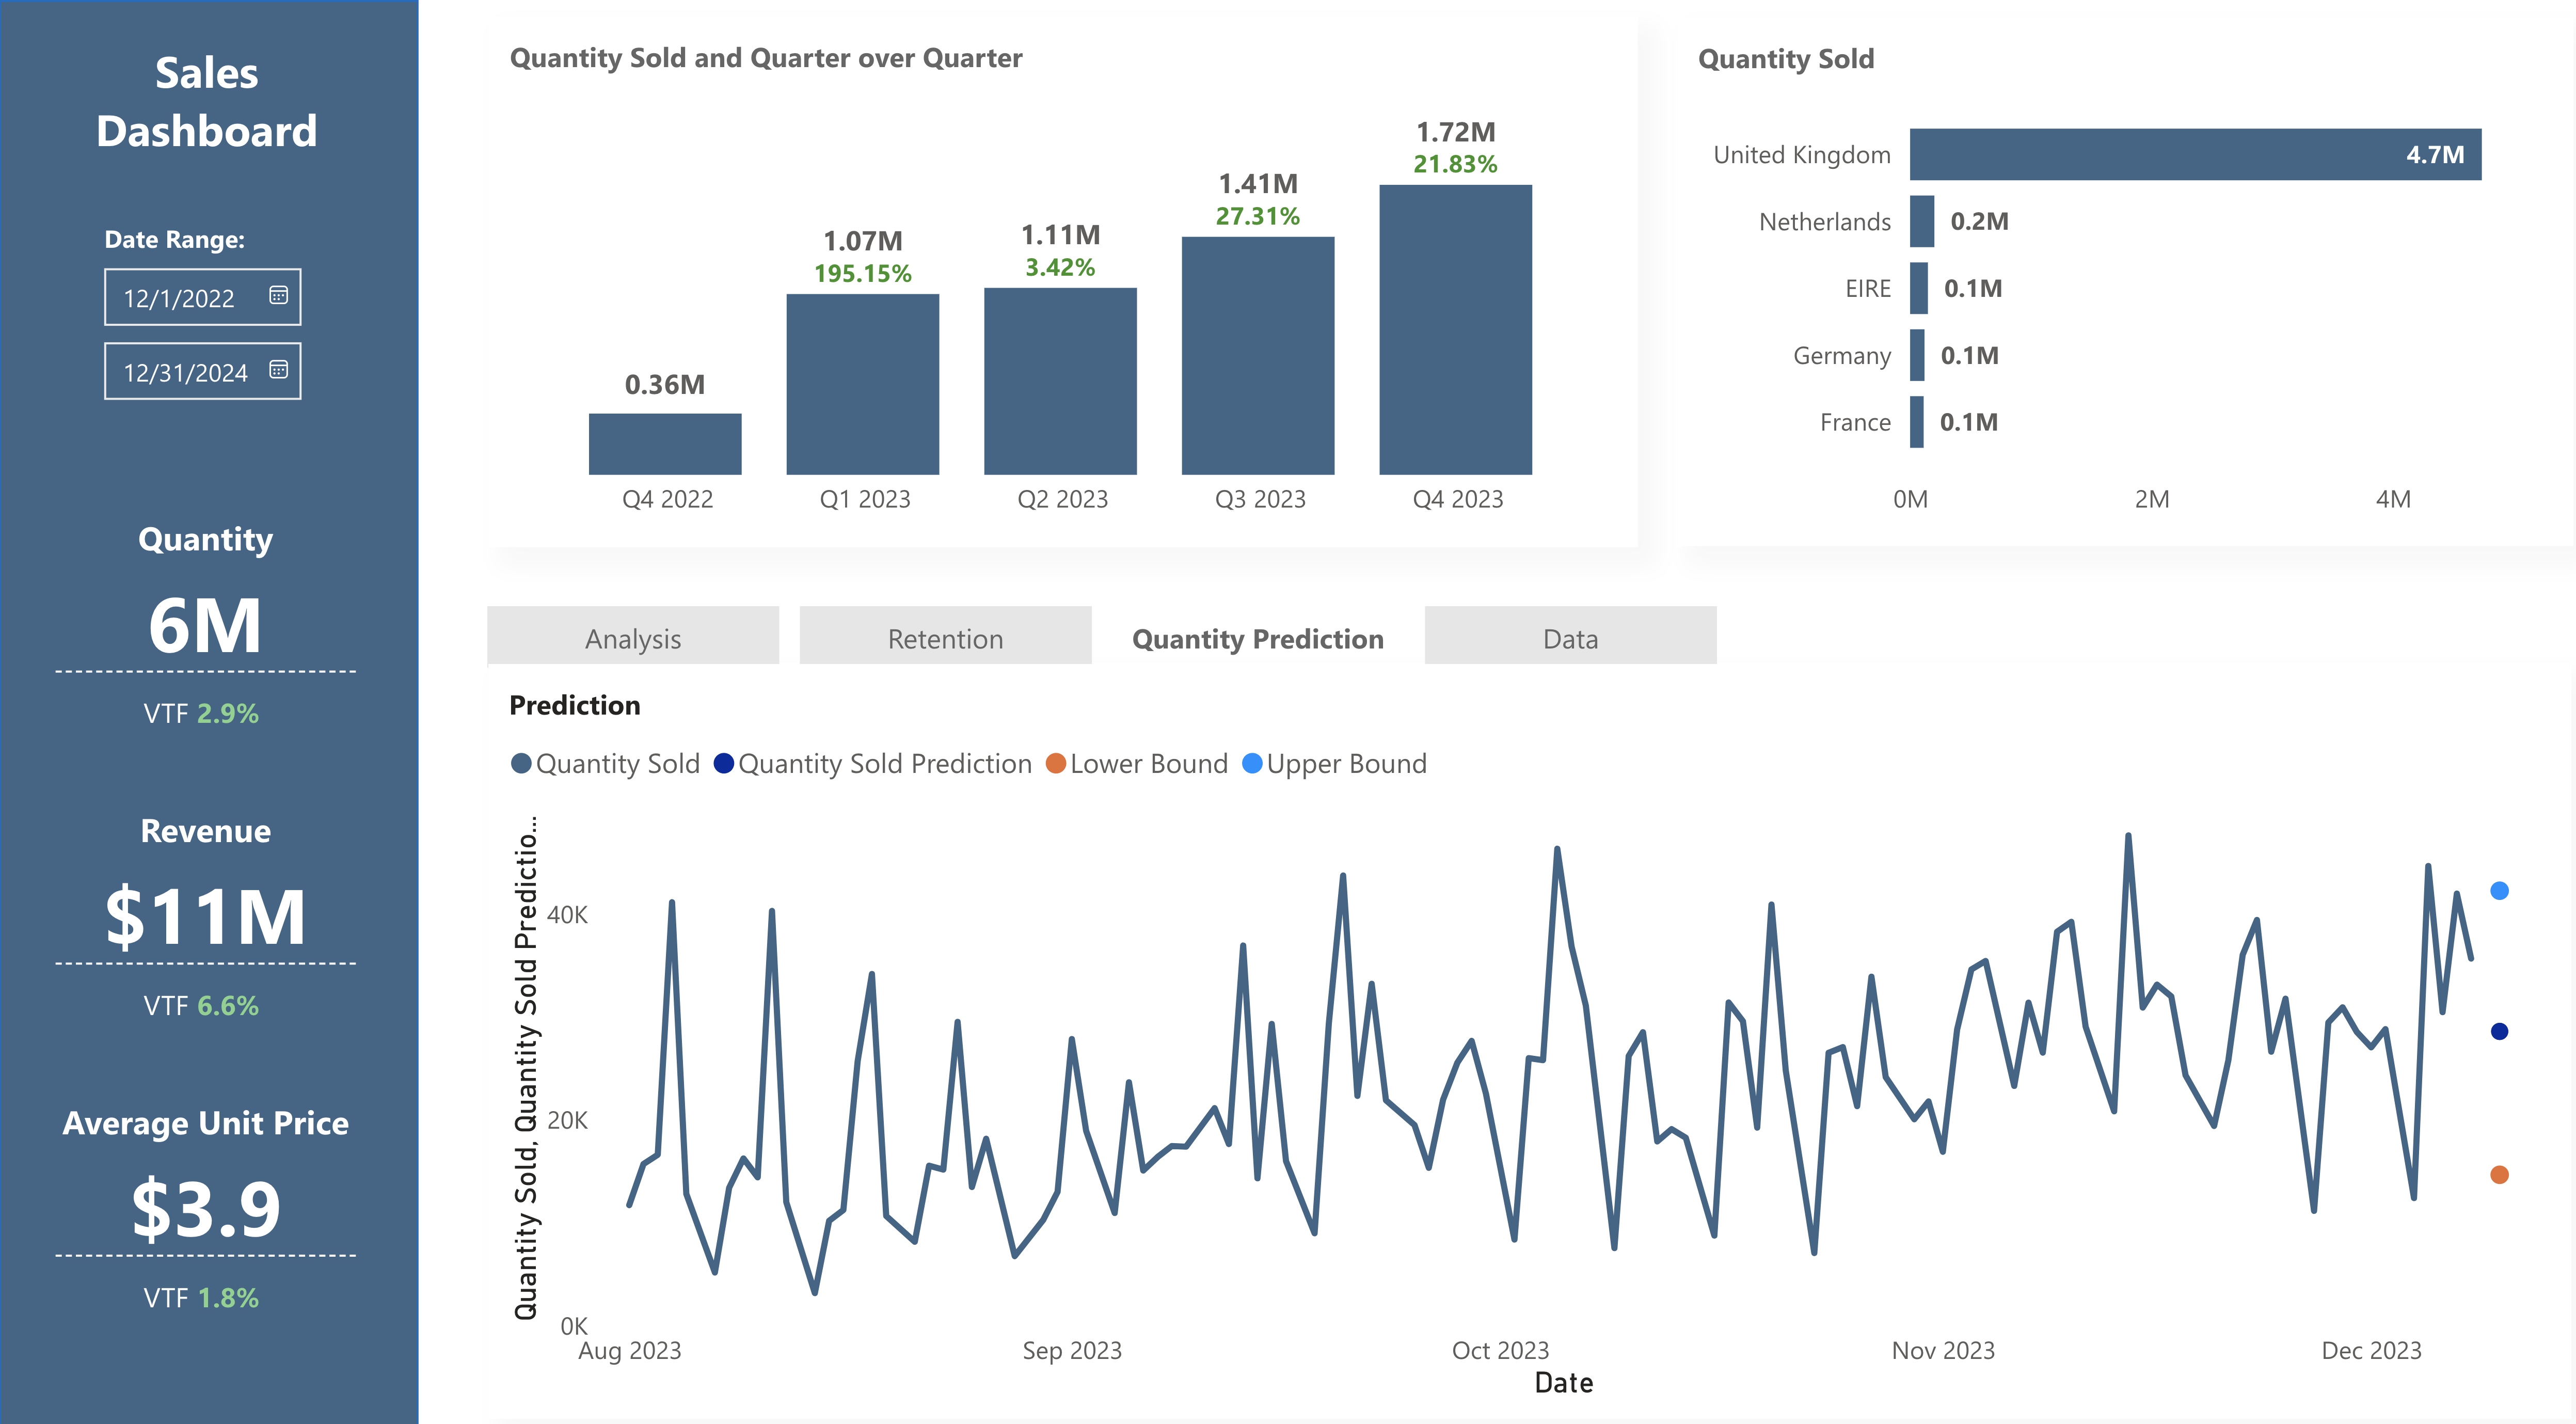 Sales
Dashboard
Date Range:
12/1/2022
12/31/2024
Quantity
6M
VTF 2.9%
Revenue
$11M
VTF 6.6%
Average Unit Price
$3.9
VTF 1.8%
Quantity Sold and Quarter over Quarter
0.36M
1.07M
195.15%
1.11M
3.42%
1.41M
27.31%
1.72M
21.83%
Q4 2022
Q1 2023
Q2 2023
Q3 2023
Q4 2023
Quantity Sold
United Kingdom
4.7M
Netherlands
0.2M
EIRE
0.1M
Germany
0.1M
France
0.1M
0M
2M
4M
Analysis
Retention
Quantity Prediction
Data
Prediction
Quantity Sold
Quantity Sold Prediction
Lower Bound
Upper Bound
Quantity Sold, Quantity Sold Predictio...
40K
20K
0K
Aug 2023
Sep 2023
Oct 2023
Nov 2023
Dec 2023
Date